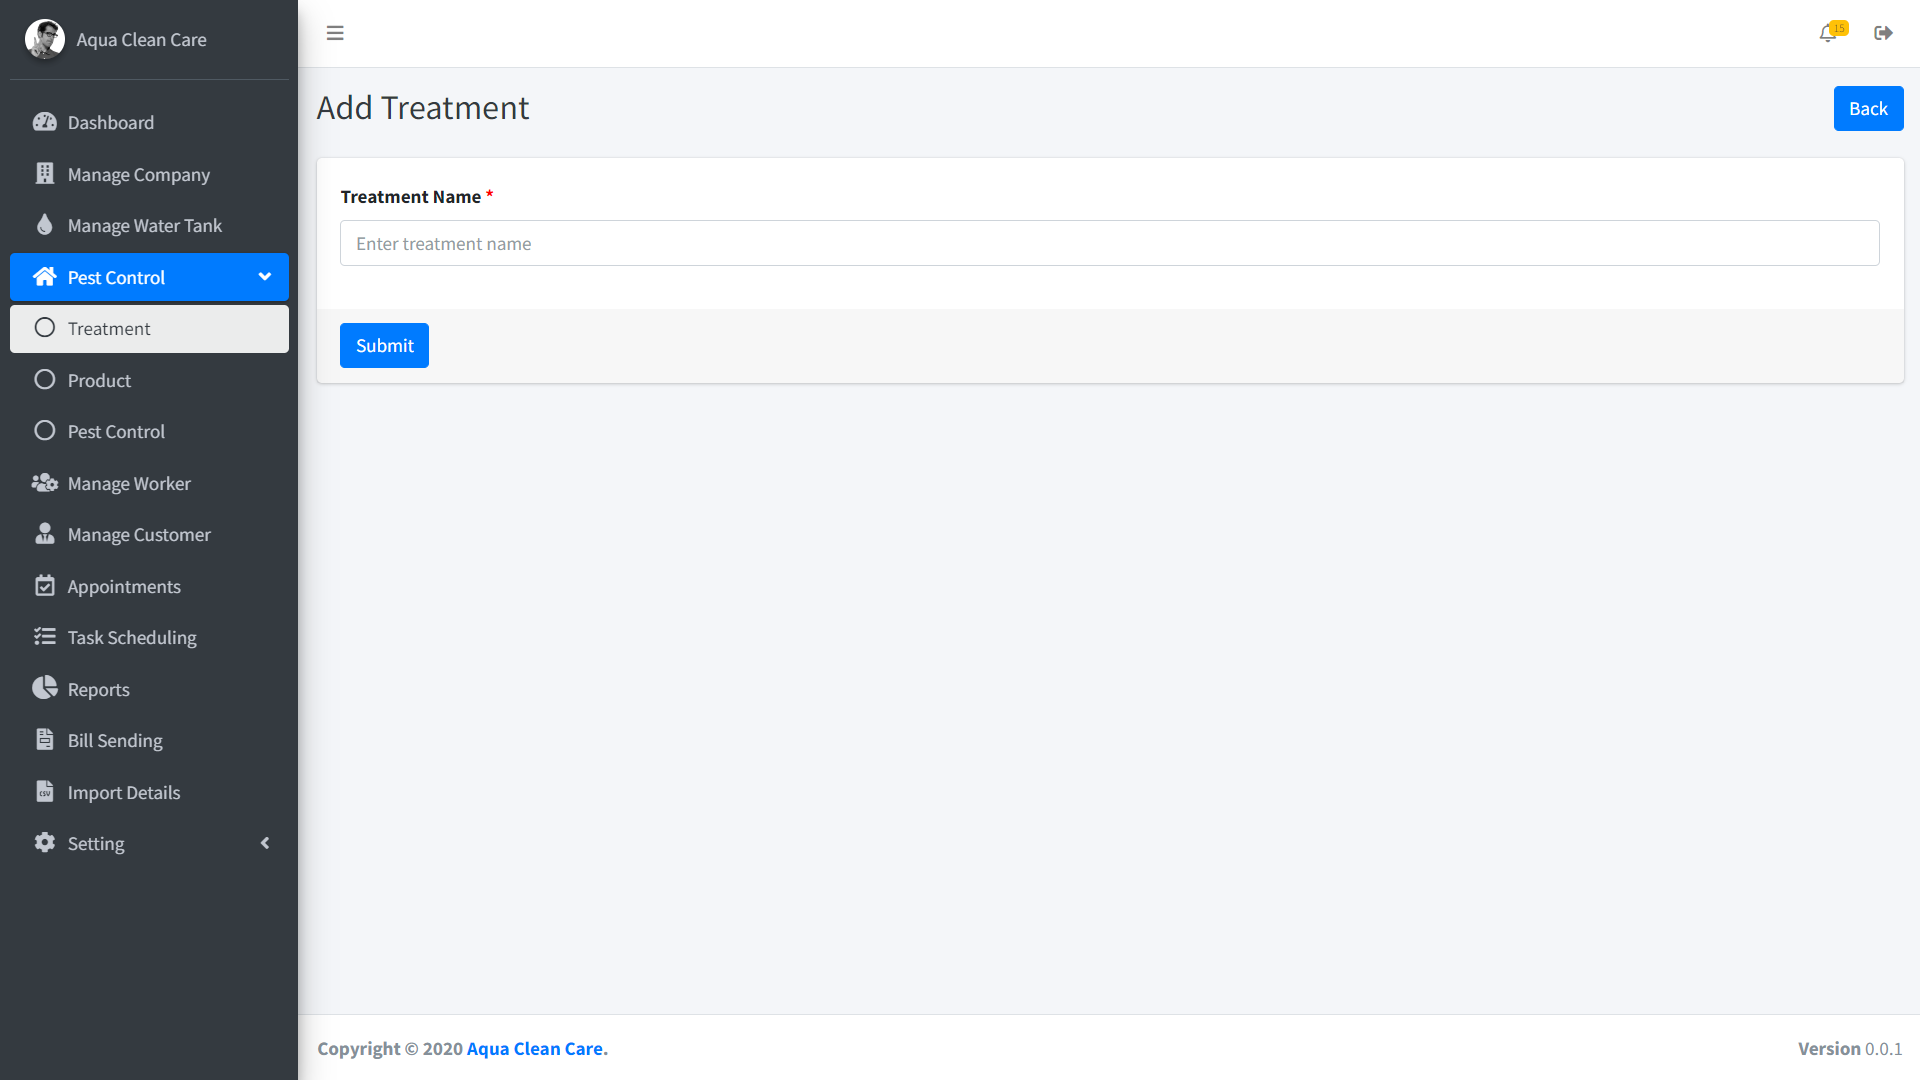 Aqua Clean Care
15
Dashboard
Manage Company
Manage Water Tank
Pest Control
Treatment
Product
Pest Control
Manage Worker
Manage Customer
Appointments
Task Scheduling
Reports
Bill Sending
CSV
Import Details
Setting
Add Treatment
Back
Treatment Name *
Enter treatment name
Submit
Copyright © 2020 Aqua Clean Care.
Version 0.0.1